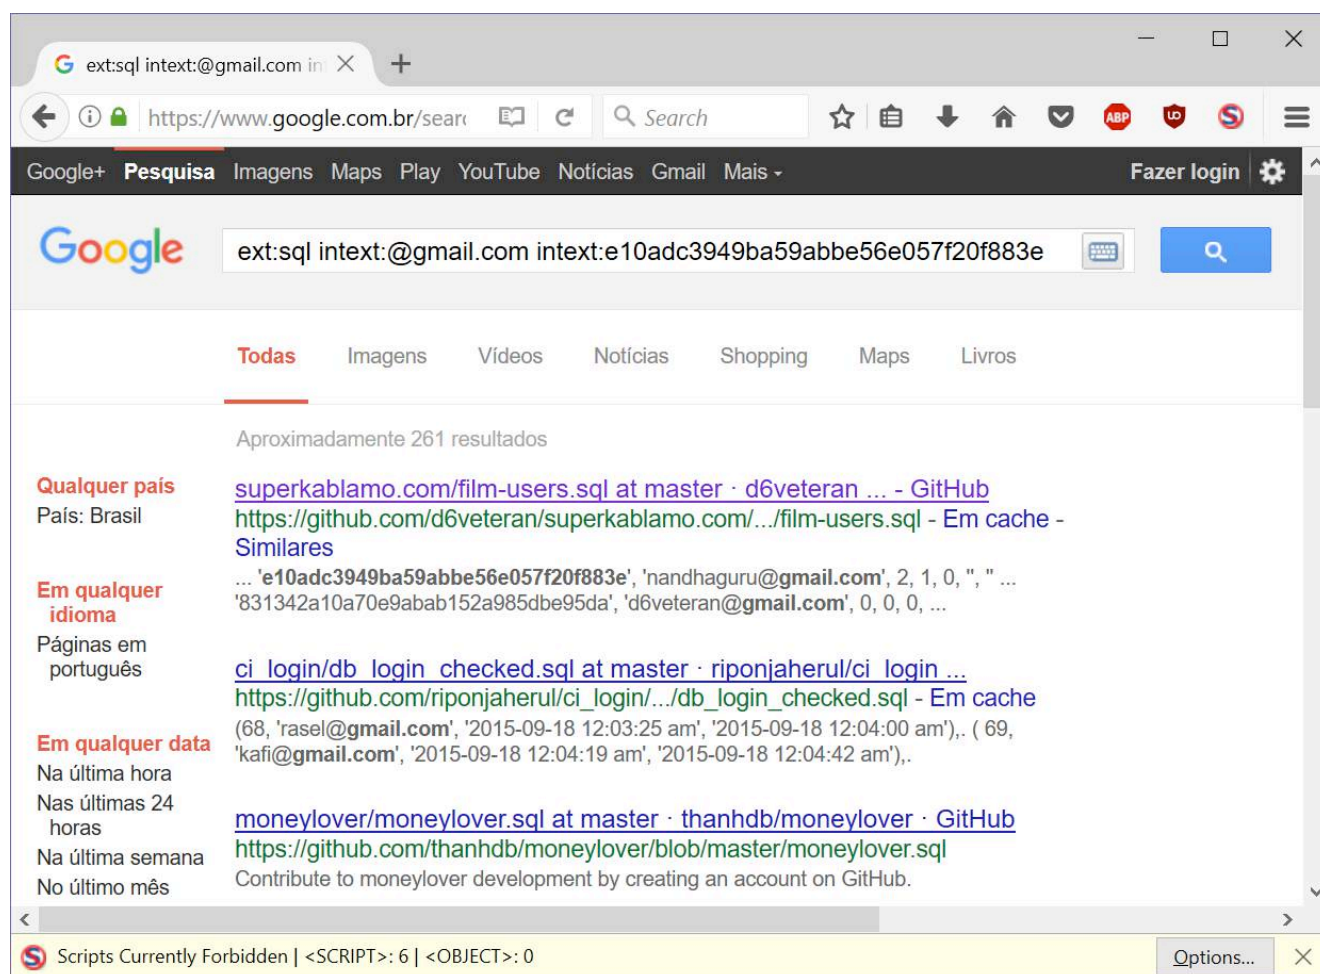 ext:sql intext:@gmail.com in
https://www.google.com.br/sear
Search
ABP
Google+ Pesquisa Imagens Maps Play YouTube Notícias Gmail Mais
Fazer login
Google
ext:sql intext:@gmail.com intext:e10adc3949ba59abbe56e057f20f883e
Todas Imagens Vídeos Notícias Shopping Maps Livros
Aproximadamente 261 resultados
Qualquer país
País: Brasil
Em qualquer
idioma
Páginas em
português
Em qualquer data
Na última hora
Nas últimas 24
horas
Na última semana
No último mês
superkablamo.com/film-users.sql at master · d6veteran ... - GitHub
https://github.com/d6veteran/superkablamo.com/.../film-users.sql - Em cache -
Similares
... 'e10adc3949ba59abbe56e057f20f883e', 'nandhaguru@gmail.com', 2, 1, 0, '', '' ...
'831342a10a70e9abab152a985dbe95da', 'd6veteran@gmail.com', 0, 0, 0, ...
ci_login/db_login_checked.sql at master · riponjaherul/ci_login ...
https://github.com/riponjaherul/ci_login/.../db_login_checked.sql - Em cache
(68, 'rasel@gmail.com', '2015-09-18 12:03:25 am', '2015-09-18 12:04:00 am'),. ( 69,
'kafi@gmail.com', '2015-09-18 12:04:19 am', '2015-09-18 12:04:42 am'),.
moneylover/moneylover.sql at master · thanhdb/moneylover · GitHub
https://github.com/thanhdb/moneylover/blob/master/moneylover.sql
Contribute to moneylover development by creating an account on GitHub.
Scripts Currently Forbidden | <SCRIPT>: 6 | <OBJECT>: 0
Options...